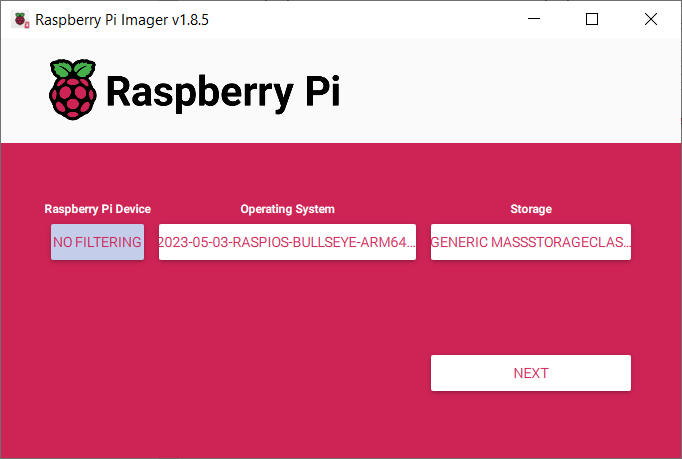 Raspberry Pi Imager v1.8.5
Raspberry Pi
Raspberry Pi Device
Operating System
Storage
NO FILTERING
2023-05-03-RASPIOS-BULLSEYE-ARM64...
GENERIC MASSSTORAGECLAS...
NEXT